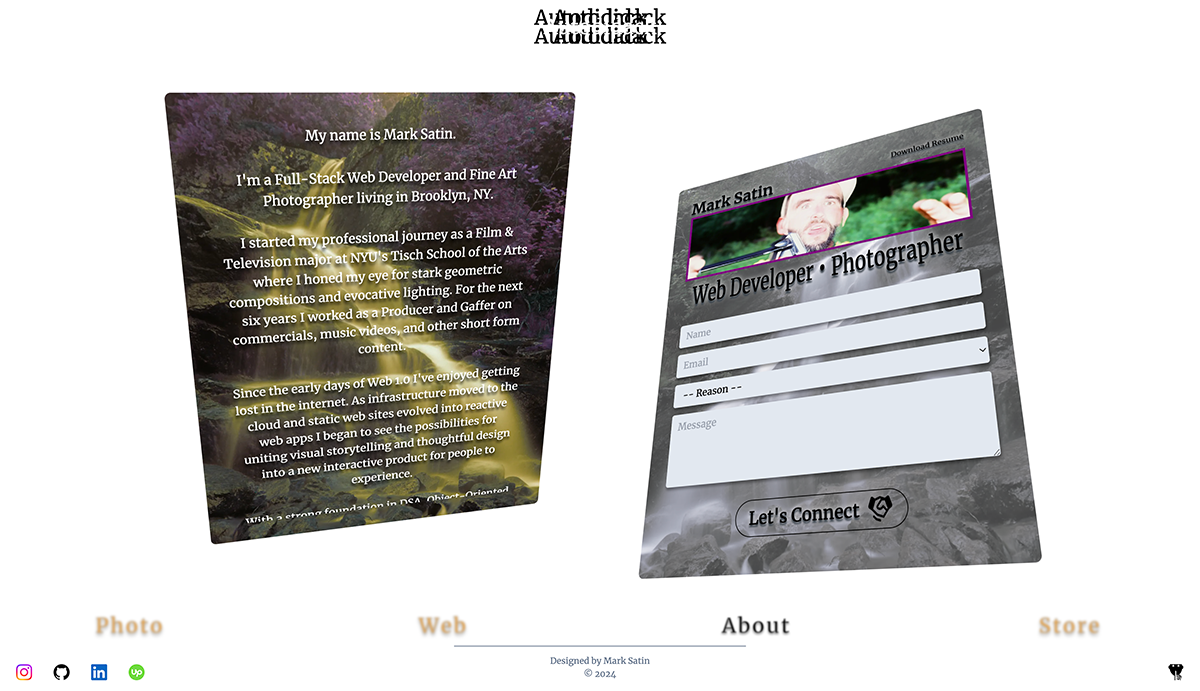 My name is Mark Satin.
I'm a Full-Stack Web Developer and Fine Art
Photographer living in Brooklyn, NY.
I started my professional journey as a Film &
Television major at NYU's Tisch School of the Arts
where I honed my eye for stark geometric
compositions and evocative lighting. For the next
six years I worked as a Producer and Gaffer on
commercials, music videos, and other short form
content.
Since the early days of Web 1.0 I've enjoyed getting
lost in the internet. As infrastructure moved to the
cloud and static web sites evolved into reactive
web apps I began to see the possibilities for
uniting visual storytelling and thoughtful design
into a new interactive product for people to
experience.
With a strong foundation in DSA, Object-Oriented
Download Resume
Mark Satin
Web Developer • Photographer
Name
Email
-- Reason --
Message
Let's Connect
Photo
Web
About
Store
Designed by Mark Satin
© 2024
in
Up